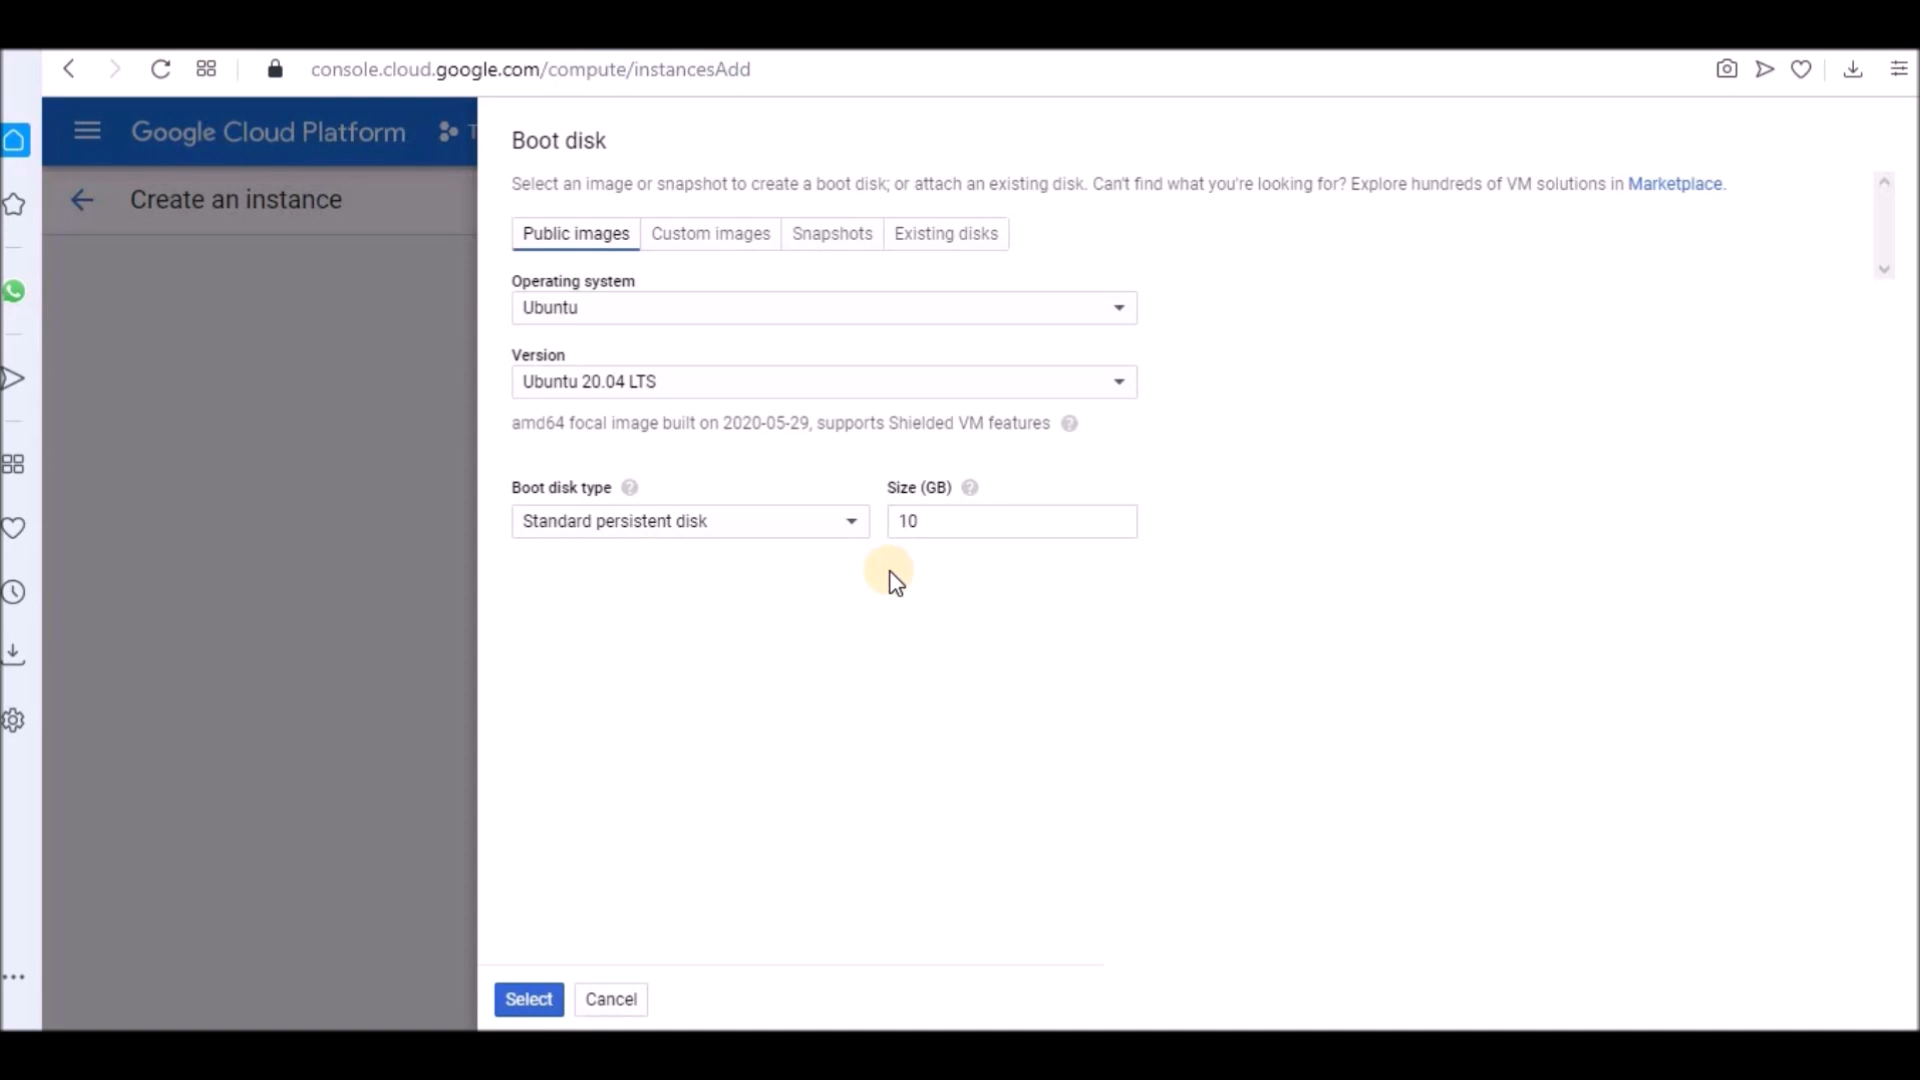 console.cloud.google.com/compute/instancesAdd
Google Cloud Platform
T
Create an instance
Boot disk
Select an image or snapshot to create a boot disk; or attach an existing disk. Can't find what you're looking for? Explore hundreds of VM solutions in Marketplace.
Public images Custom images Snapshots Existing disks
Operating system
Ubuntu
Version
Ubuntu 20.04 LTS
amd64 focal image built on 2020-05-29, supports Shielded VM features
Boot disk type Size (GB)
Standard persistent disk 10
Select Cancel